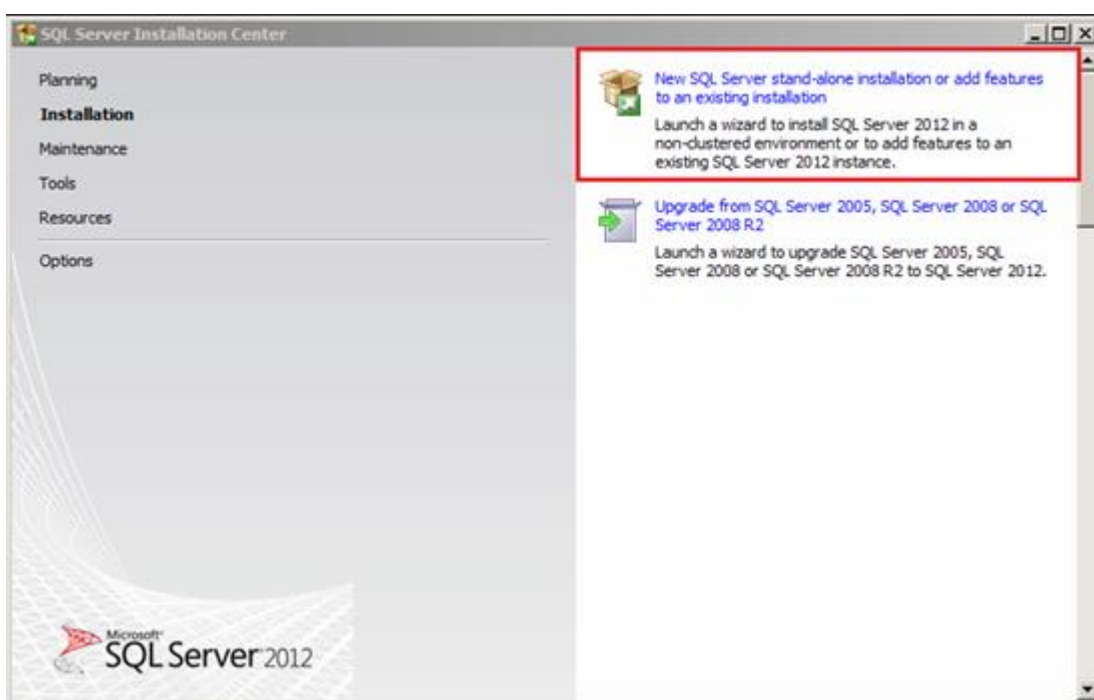 SQL Server Installation Center
Planning
Installation
Maintenance
Tools
Resources
Options
New SQL Server stand-alone installation or add features
to an existing installation
Launch a wizard to install SQL Server 2012 in a
non-clustered environment or to add features to an
existing SQL Server 2012 instance.
Upgrade from SQL Server 2005, SQL Server 2008 or SQL
Server 2008 R2
Launch a wizard to upgrade SQL Server 2005, SQL
Server 2008 or SQL Server 2008 R2 to SQL Server 2012.
Microsoft
SQL Server 2012